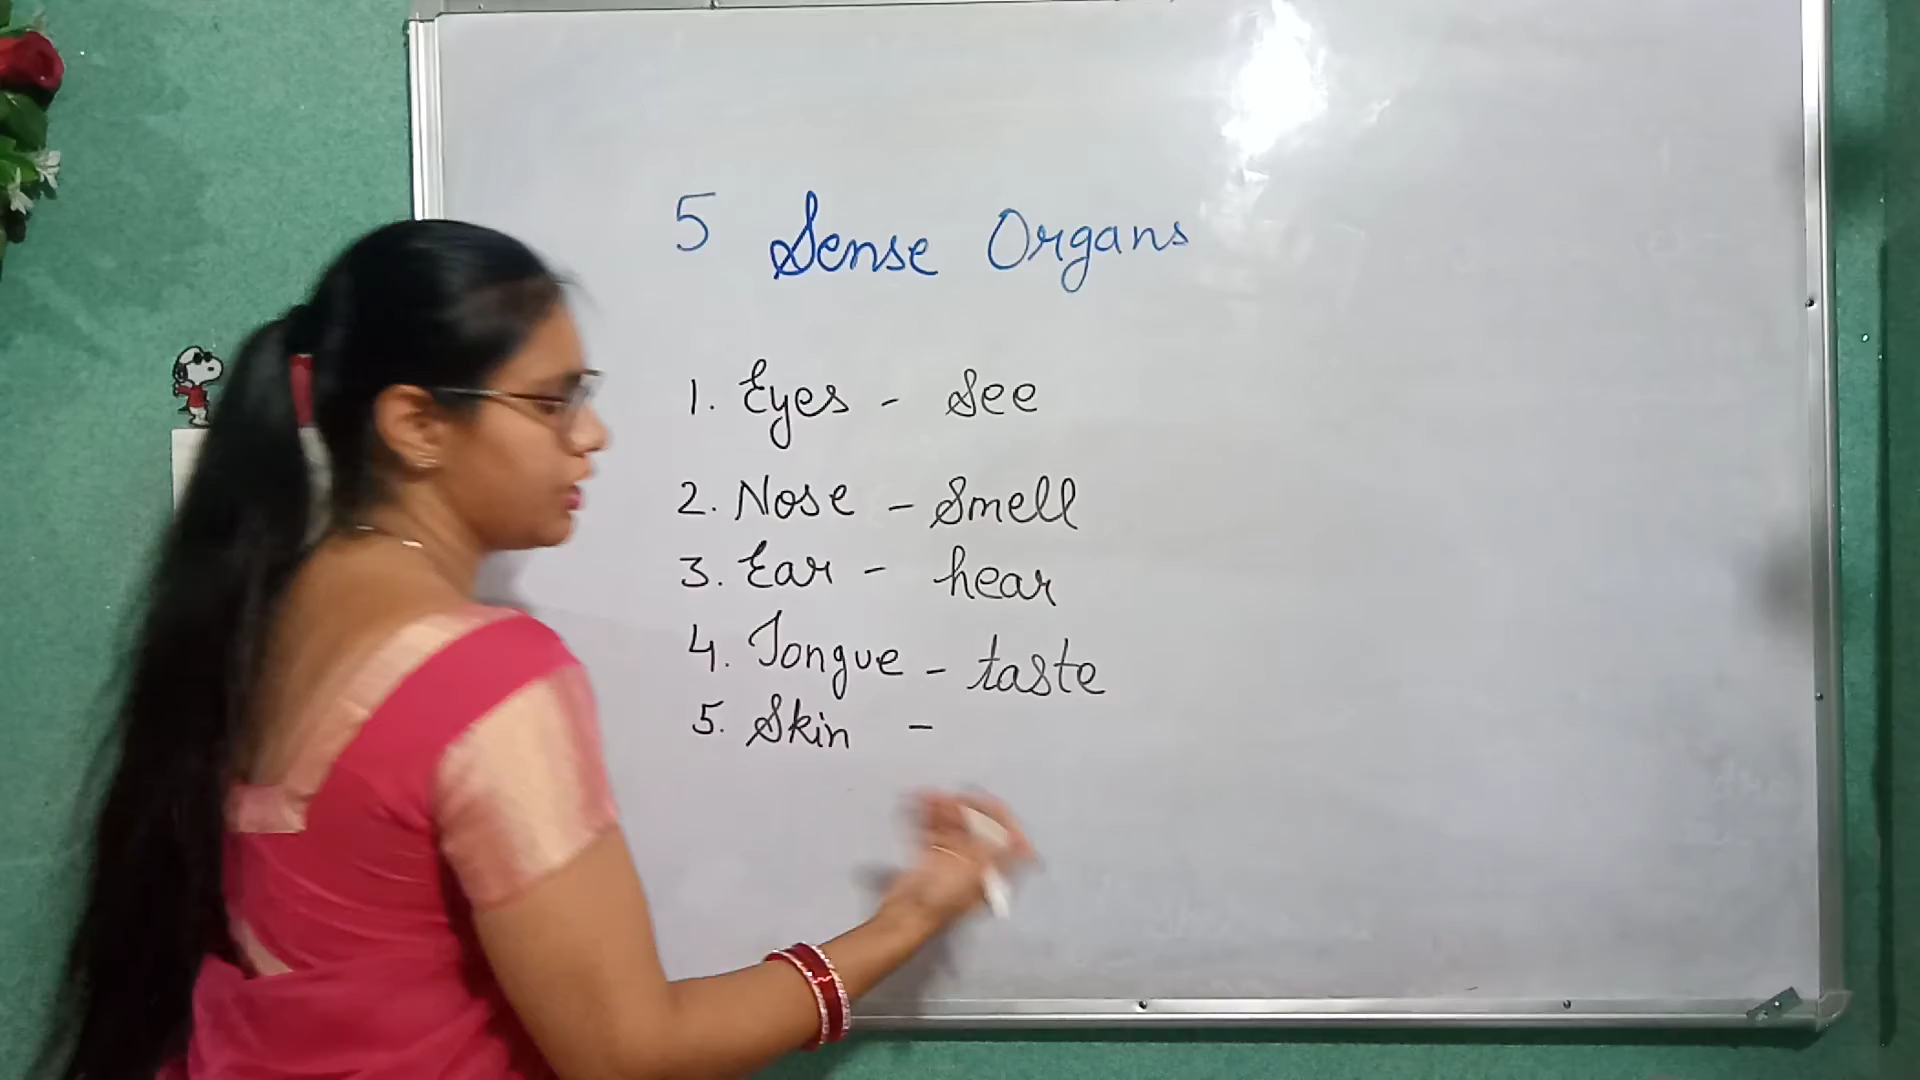 5 Sense Organs
1. Eyes - See
2. Nose - Smell
3. Ear - hear
4. Tongue - taste
5. Skin -